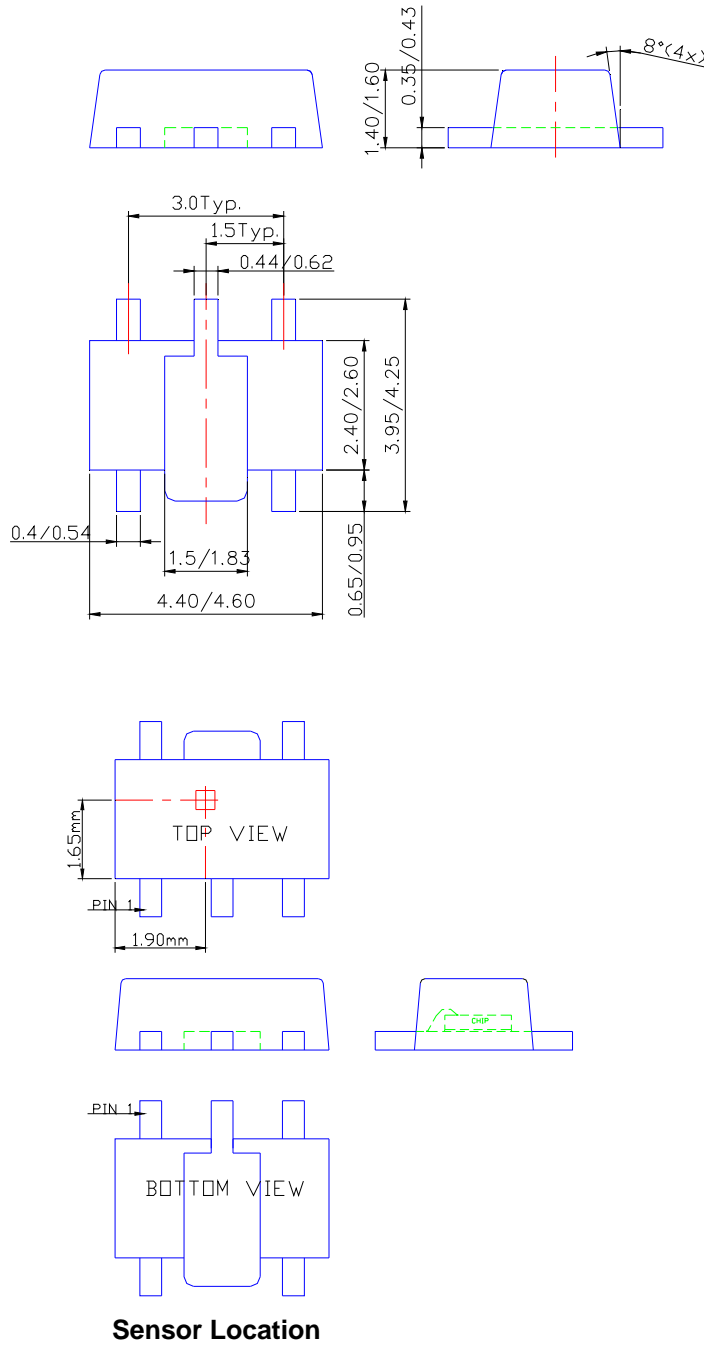 8°(4x)
0.35/0.43
1.40/1.60
3.0Typ.
1.5Typ.
0.44/0.62
2.40/2.60
3.95/4.25
0.4/0.54
1.5/1.83
0.65/0.95
4.40/4.60
1.65mm
TOP VIEW
PIN 1
1.90mm
CHIP
PIN 1
BOTTOM VIEW
Sensor Location